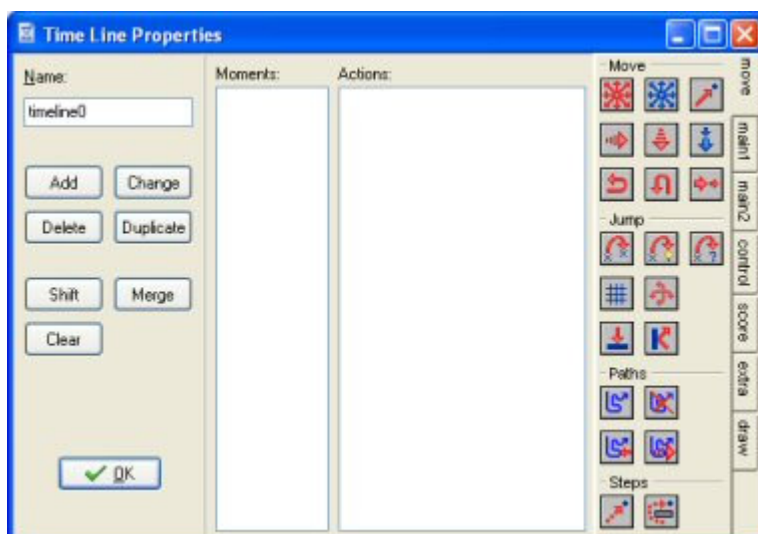 Time Line Properties
Name:
timeline0
Add
Change
Delete
Duplicate
Shift
Merge
Clear
OK
Moments:
Actions:
Move
Jump
Paths
Steps
move
main1
main2
control
score
extra
draw